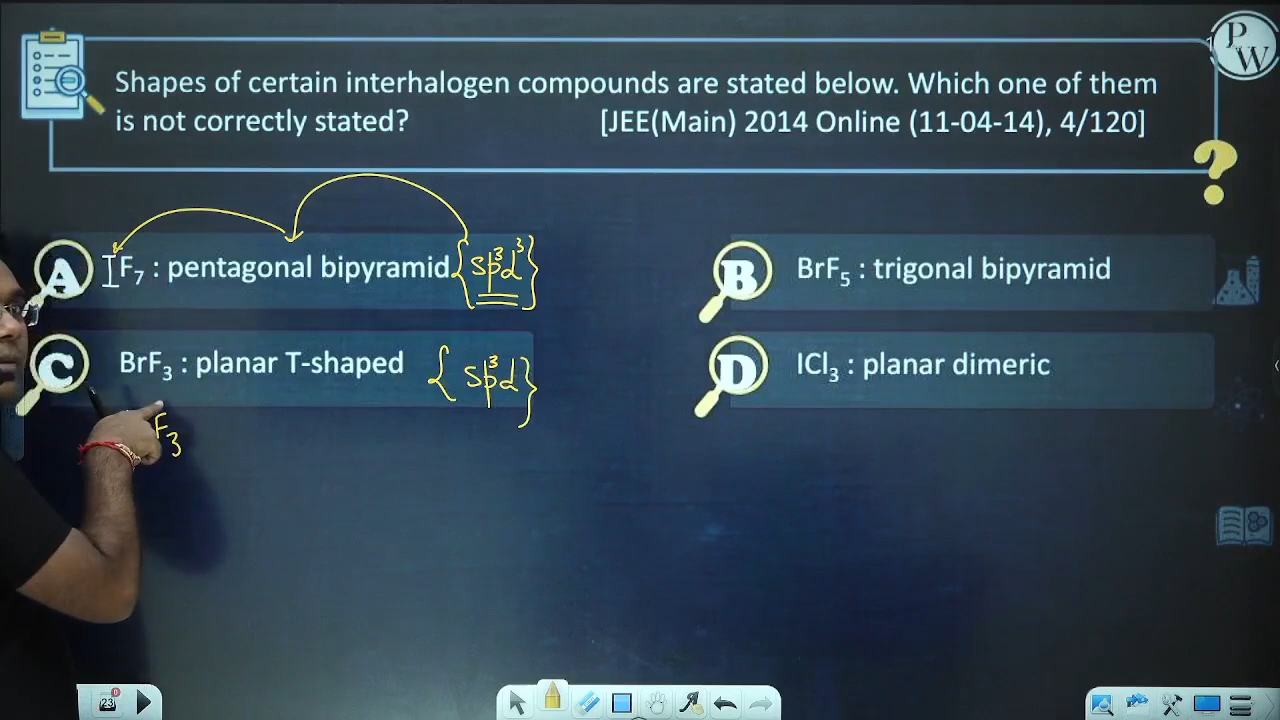 P
W
Shapes of certain interhalogen compounds are stated below. Which one of them
is not correctly stated? [JEE(Main) 2014 Online (11-04-14), 4/120]
?
A IF₇ : pentagonal bipyramid {sp³d³}
B BrF₅ : trigonal bipyramid
C BrF₃ : planar T-shaped {sp³d}
D ICl₃ : planar dimeric
F₃
23